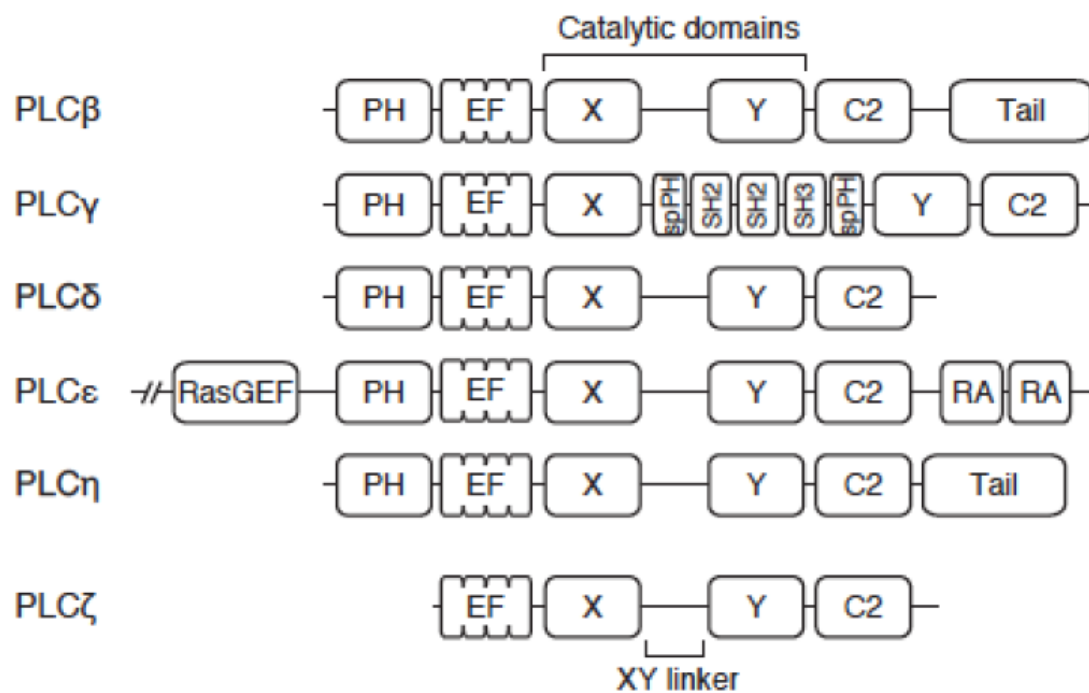 Catalytic domains
PLCβ PH EF X Y C2 Tail
PLCγ PH EF X spPH SH2 SH2 SH3 spPH Y C2
PLCδ PH EF X Y C2
PLCε RasGEF PH EF X Y C2 RA RA
PLCη PH EF X Y C2 Tail
PLCζ EF X Y C2
XY linker